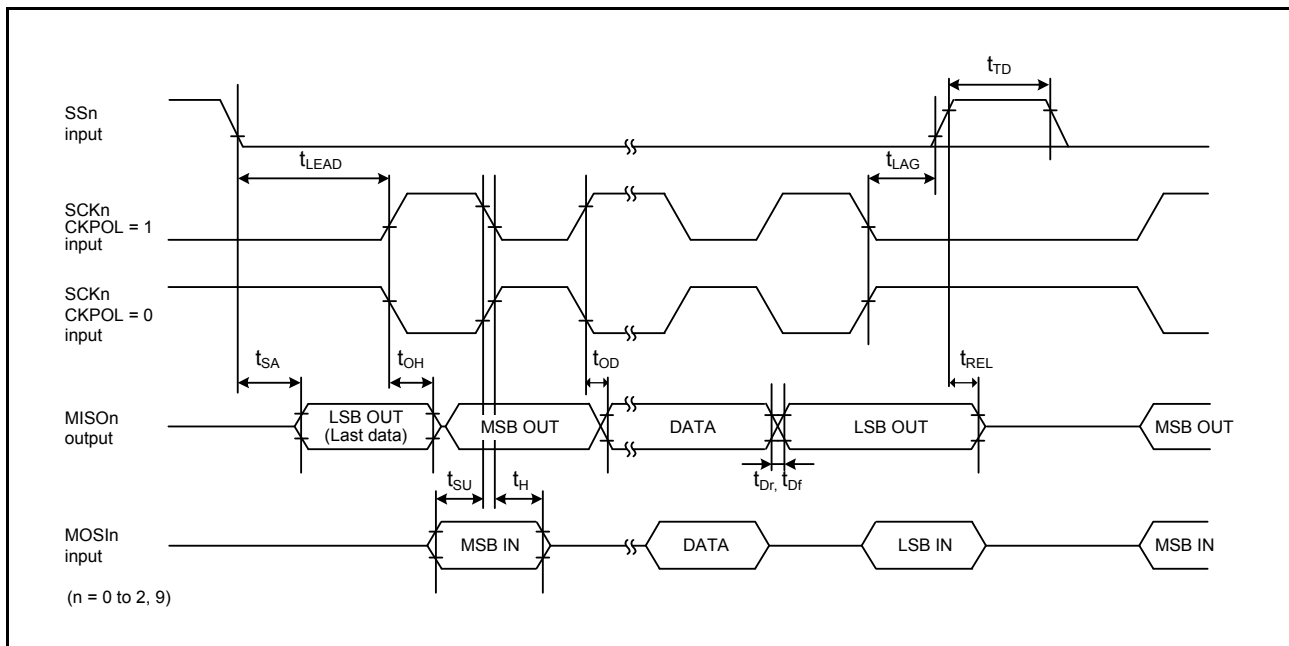 tTD
SSn
input
tLEAD
tLAG
SCKn
CKPOL = 1
input
SCKn
CKPOL = 0
input
tSA
tOH
tOD
tREL
MISOn
output
LSB OUT
(Last data)
MSB OUT
DATA
LSB OUT
MSB OUT
tSU
tH
tDr, tDf
MOSIn
input
MSB IN
DATA
LSB IN
MSB IN
(n = 0 to 2, 9)